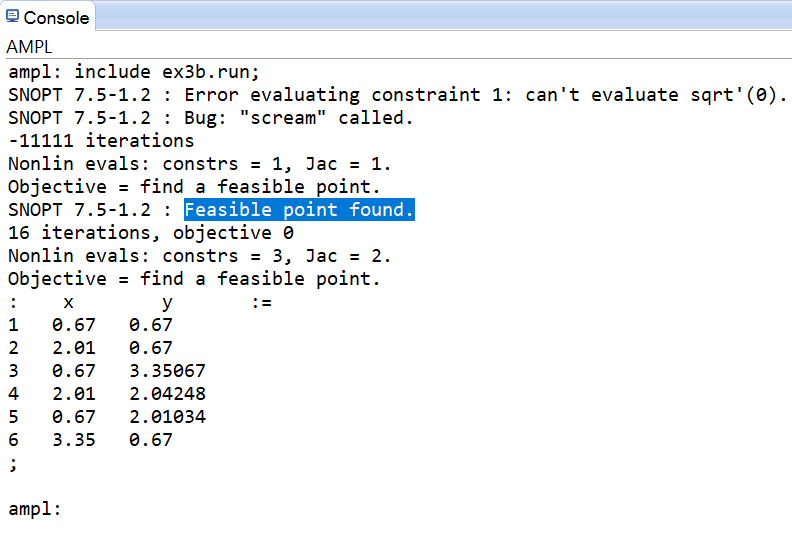 Console
AMPL
ampl: include ex3b.run;
SNOPT 7.5-1.2 : Error evaluating constraint 1: can't evaluate sqrt'(0).
SNOPT 7.5-1.2 : Bug: "scream" called.
-11111 iterations
Nonlin evals: constrs = 1, Jac = 1.
Objective = find a feasible point.
SNOPT 7.5-1.2 : Feasible point found.
16 iterations, objective 0
Nonlin evals: constrs = 3, Jac = 2.
Objective = find a feasible point.
:    x       y       :=
1   0.67   0.67
2   2.01   0.67
3   0.67   3.35067
4   2.01   2.04248
5   0.67   2.01034
6   3.35   0.67
;
ampl: